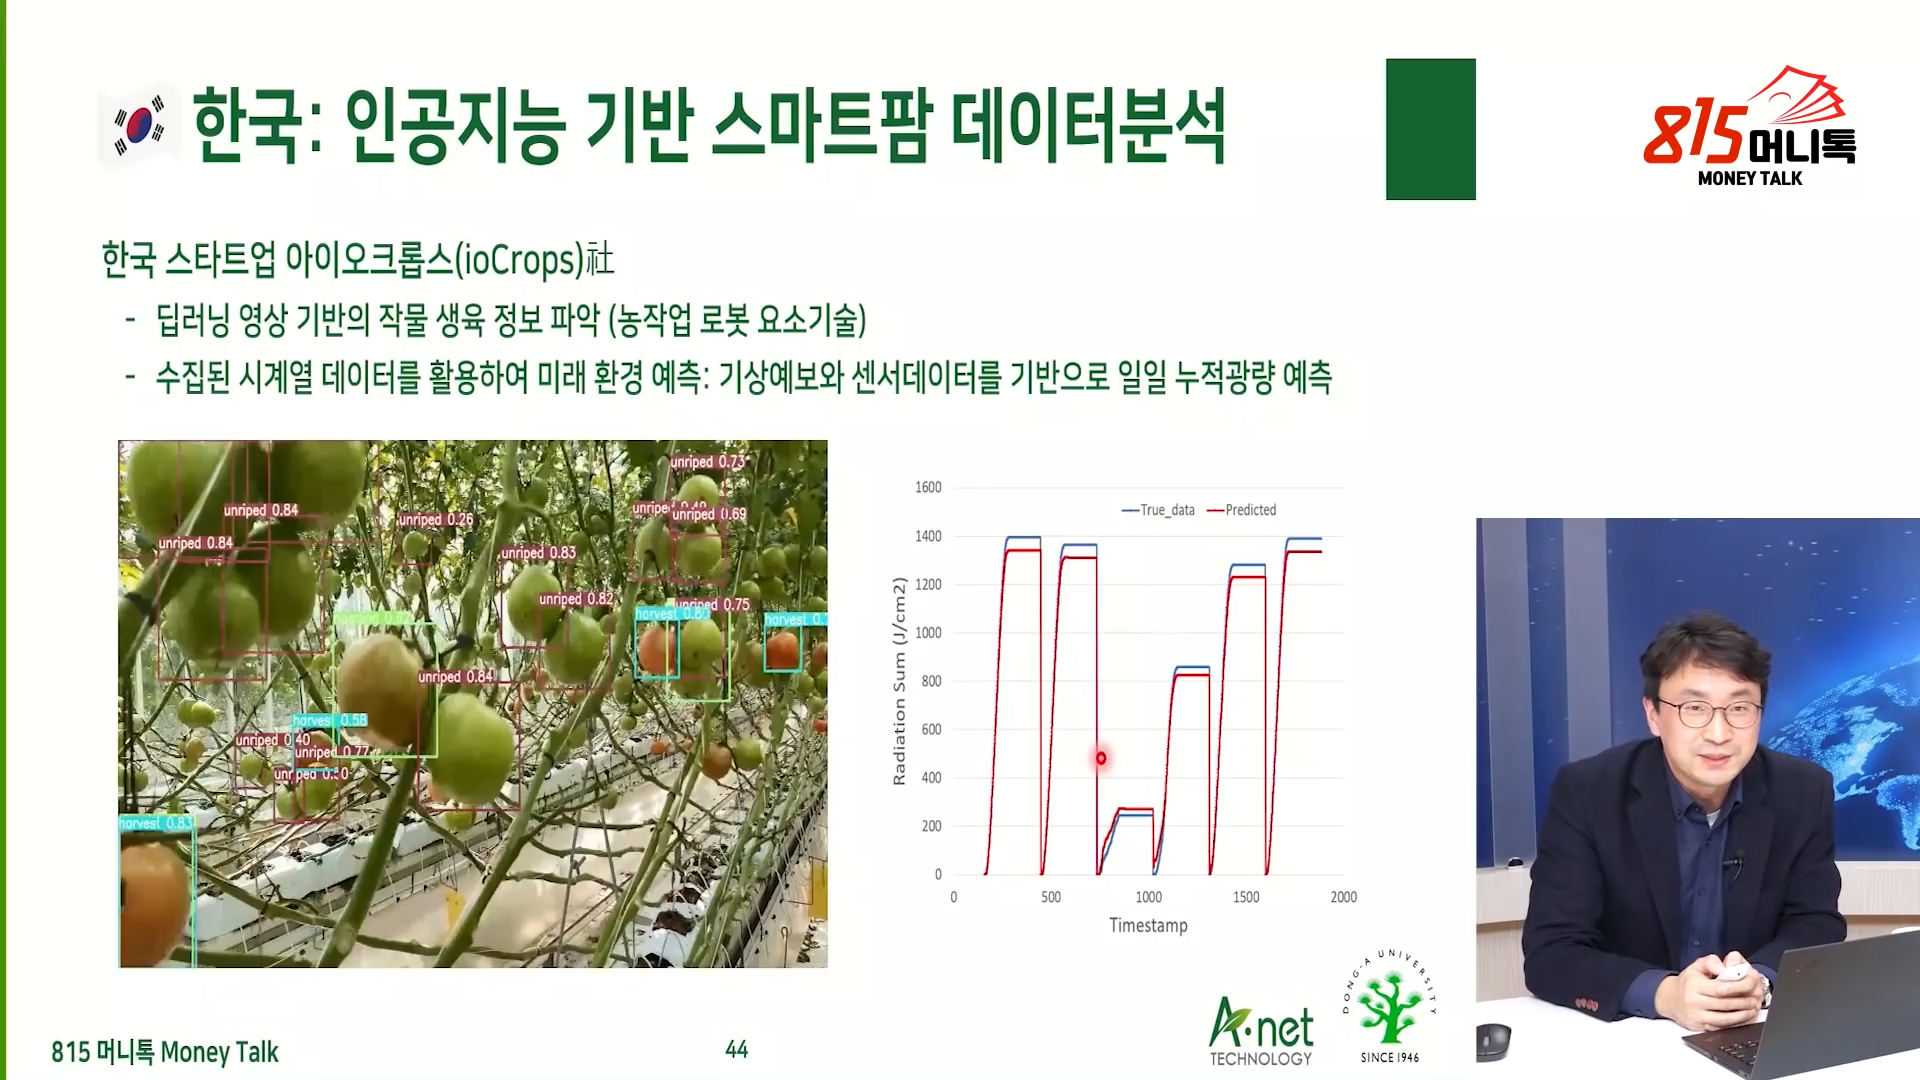 한국: 인공지능 기반 스마트팜 데이터분석
815머니톡
MONEY TALK
한국 스타트업 아이오크롭스(ioCrops)社
- 딥러닝 영상 기반의 작물 생육 정보 파악 (농작업 로봇 요소기술)
- 수집된 시계열 데이터를 활용하여 미래 환경 예측: 기상예보와 센서데이터를 기반으로 일일 누적광량 예측
unriped 0.73
unriped 0.84
unriped 0.26
unriped 0.69
unriped 0.84
unriped 0.83
unriped 0.82
unriped 0.75
harvest 0.80
harvest 0.
unriped 0.84
harvest 0.58
unriped 0.40
unriped 0.77
harvest 0.83
1600
1400
1200
1000
800
600
400
200
0
True_data
Predicted
Radiation Sum (J/cm2)
0 500 1000 1500 2000
Timestamp
A·net
TECHNOLOGY
DONG-A UNIVERSITY
SINCE 1946
815 머니톡 Money Talk
44